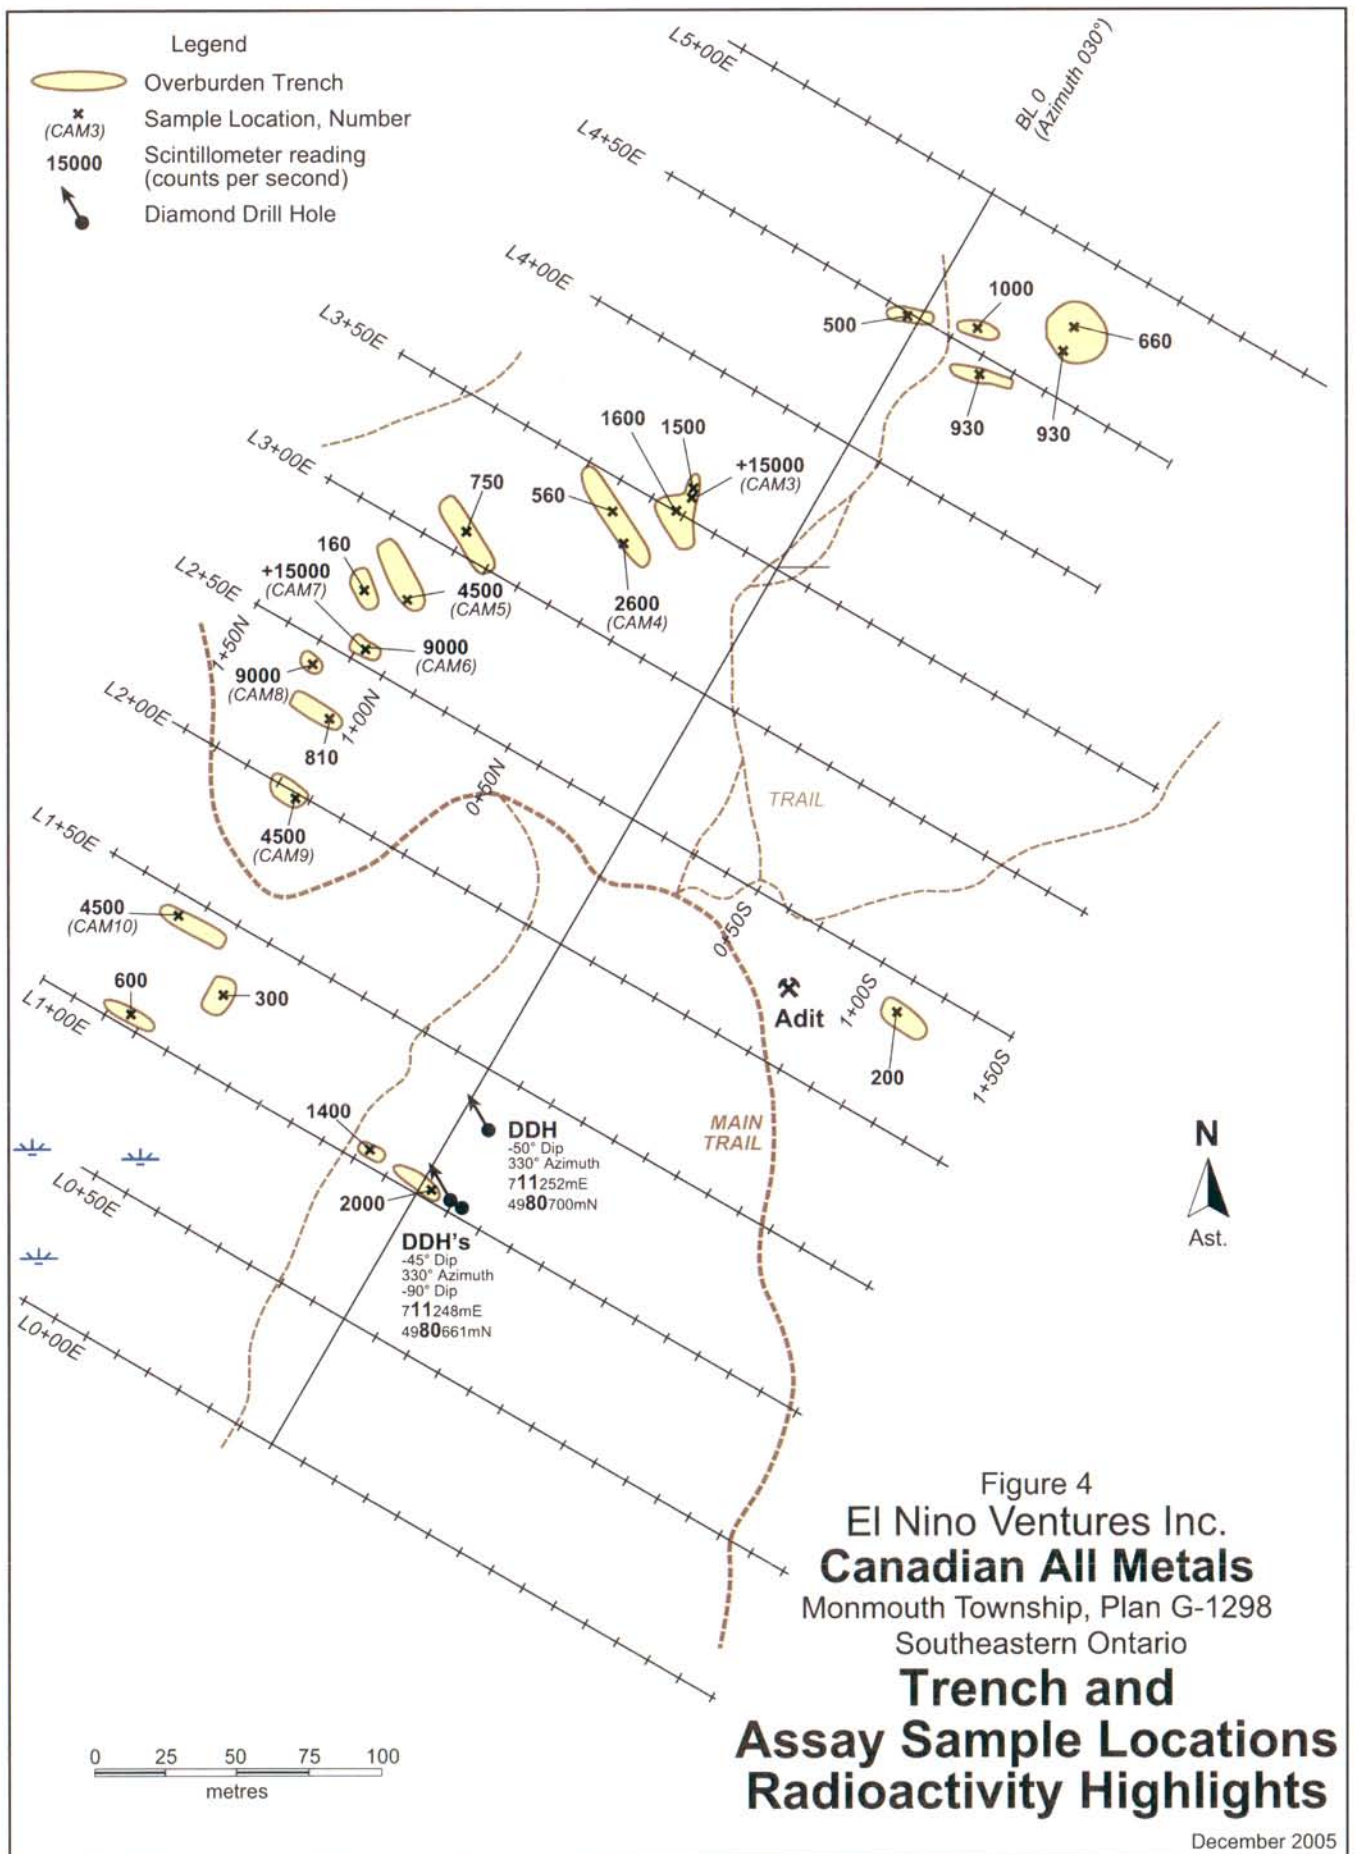 Legend
Overburden Trench
(CAM3)
Sample Location, Number
15000
Scintillometer reading
(counts per second)
Diamond Drill Hole
L5+00E
BL 0
(Azimuth 030°)
L4+50E
L4+00E
L3+50E
L3+00E
L2+50E
L2+00E
L1+50E
L1+00E
L0+50E
L0+00E
500
1000
660
930
930
1600
1500
+15000
(CAM3)
750
560
2600
(CAM4)
160
+15000
(CAM7)
4500
(CAM5)
9000
(CAM6)
1+50N
9000
(CAM8)
1+00N
810
0+50N
TRAIL
4500
(CAM9)
4500
(CAM10)
0+50S
600
300
Adit
1+00S
200
1+50S
1400
MAIN
TRAIL
DDH
-50° Dip
330° Azimuth
711252mE
4980700mN
2000
DDH's
-45° Dip
330° Azimuth
-90° Dip
711248mE
4980661mN
N
Ast.
Figure 4
El Nino Ventures Inc.
Canadian All Metals
Monmouth Township, Plan G-1298
Southeastern Ontario
Trench and
Assay Sample Locations
Radioactivity Highlights
0 25 50 75 100
metres
December 2005